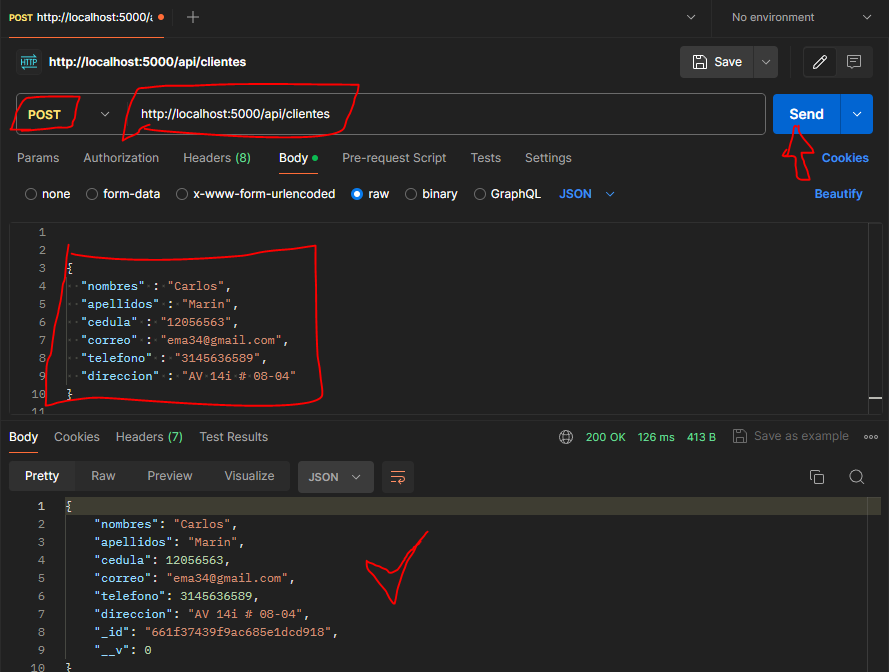 POST http://localhost:5000/a
No environment
HTTP http://localhost:5000/api/clientes
Save
POST http://localhost:5000/api/clientes Send
Params Authorization Headers (8) Body Pre-request Script Tests Settings Cookies
none form-data x-www-form-urlencoded raw binary GraphQL JSON Beautify
1
2
3 {
4 "nombres" : "Carlos",
5 "apellidos" : "Marin",
6 "cedula" : "12056563",
7 "correo" : "ema34@gmail.com",
8 "telefono" : "3145636589",
9 "direccion" : "AV 14i # 08-04"
10 }
11
Body Cookies Headers (7) Test Results 200 OK 126 ms 413 B Save as example
Pretty Raw Preview Visualize JSON
1 {
2 "nombres": "Carlos",
3 "apellidos": "Marin",
4 "cedula": 12056563,
5 "correo": "ema34@gmail.com",
6 "telefono": 3145636589,
7 "direccion": "AV 14i # 08-04",
8 "_id": "661f37439f9ac685e1dcd918",
9 "__v": 0
10 }